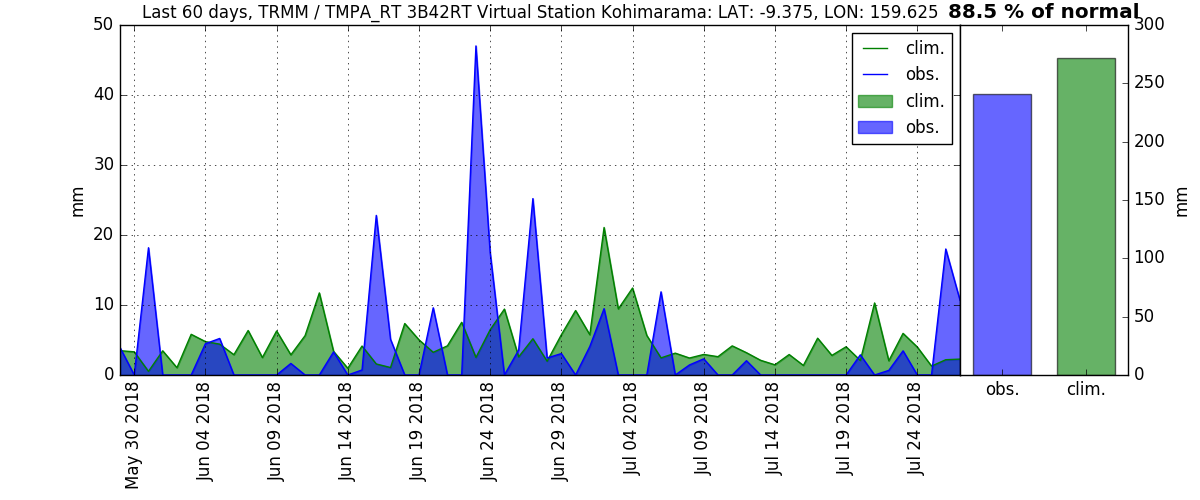 Last 60 days, TRMM / TMPA_RT 3B42RT Virtual Station Kohimarama: LAT: -9.375, LON: 159.625 88.5 % of normal
50
40
30
20
10
0
mm
clim.
obs.
clim.
obs.
May 30 2018
Jun 04 2018
Jun 09 2018
Jun 14 2018
Jun 19 2018
Jun 24 2018
Jun 29 2018
Jul 04 2018
Jul 09 2018
Jul 14 2018
Jul 19 2018
Jul 24 2018
300
250
200
150
100
50
0
mm
obs. clim.